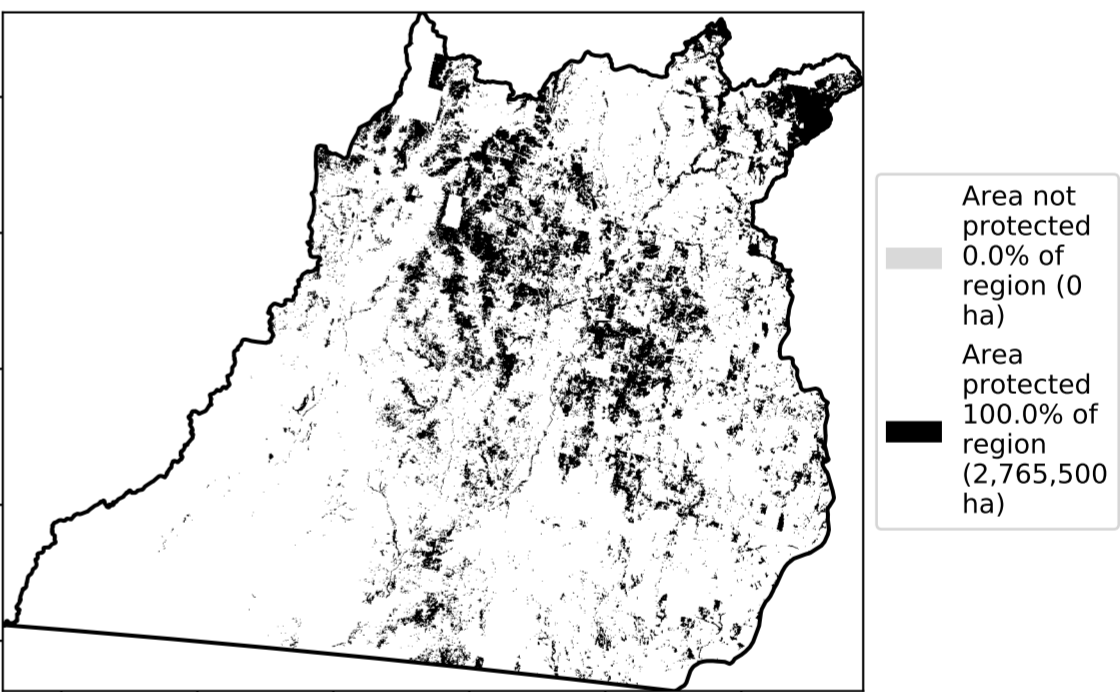 Area not
protected
0.0% of
region (0
ha)
Area
protected
100.0% of
region
(2,765,500
ha)